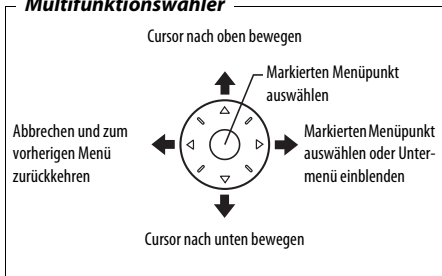 Multifunktionswähler
Cursor nach oben bewegen
Markierten Menüpunkt
auswählen
Abbrechen und zum
vorherigen Menü
zurückkehren
Markierten Menüpunkt
auswählen oder Unter-
menü einblenden
Cursor nach unten bewegen